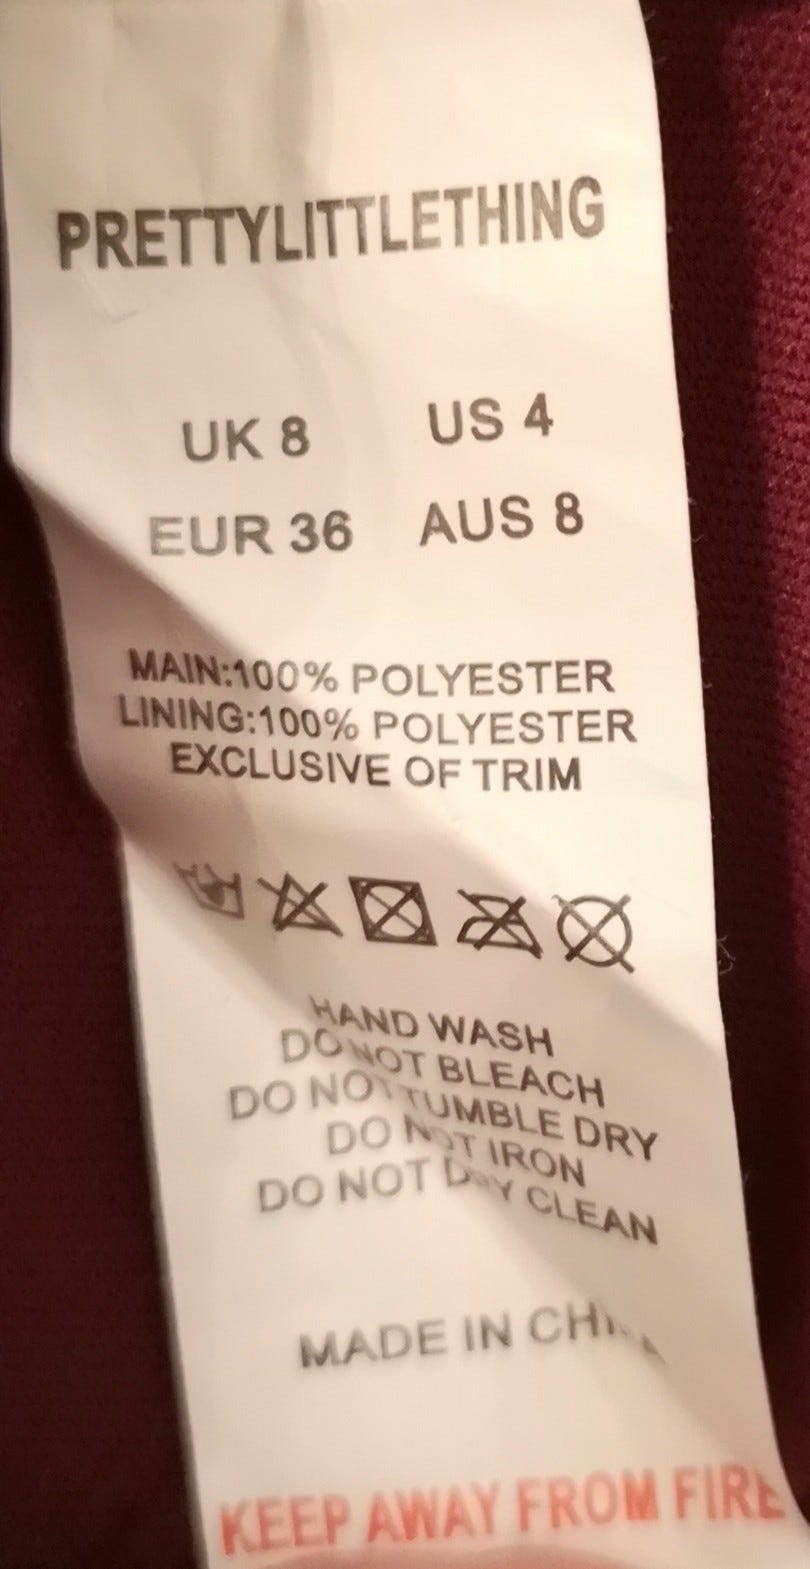 PRETTYLITTLETHING
UK 8 US 4
EUR 36 AUS 8
MAIN:100% POLYESTER
LINING:100% POLYESTER
EXCLUSIVE OF TRIM
HAND WASH
DO NOT BLEACH
DO NOT TUMBLE DRY
DO NOT IRON
DO NOT DRY CLEAN
MADE IN CHINA
KEEP AWAY FROM FIRE